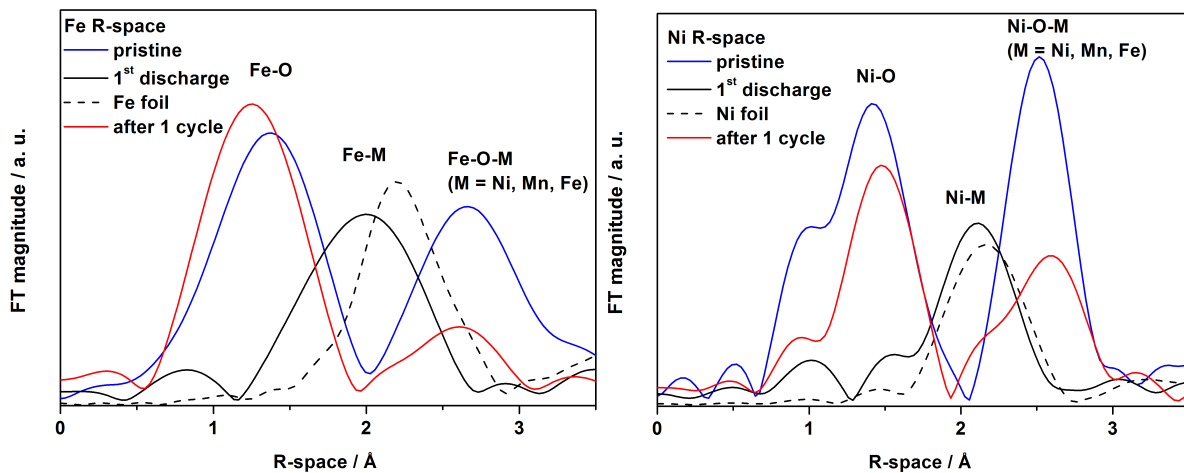 Fe R-space
pristine
1st discharge
Fe foil
after 1 cycle
Fe-O
Fe-M
Fe-O-M
(M = Ni, Mn, Fe)
FT magnitude / a. u.
0
1
2
3
R-space / Å
Ni R-space
pristine
1st discharge
Ni foil
after 1 cycle
Ni-O
Ni-M
Ni-O-M
(M = Ni, Mn, Fe)
FT magnitude / a. u.
0
1
2
3
R-space / Å